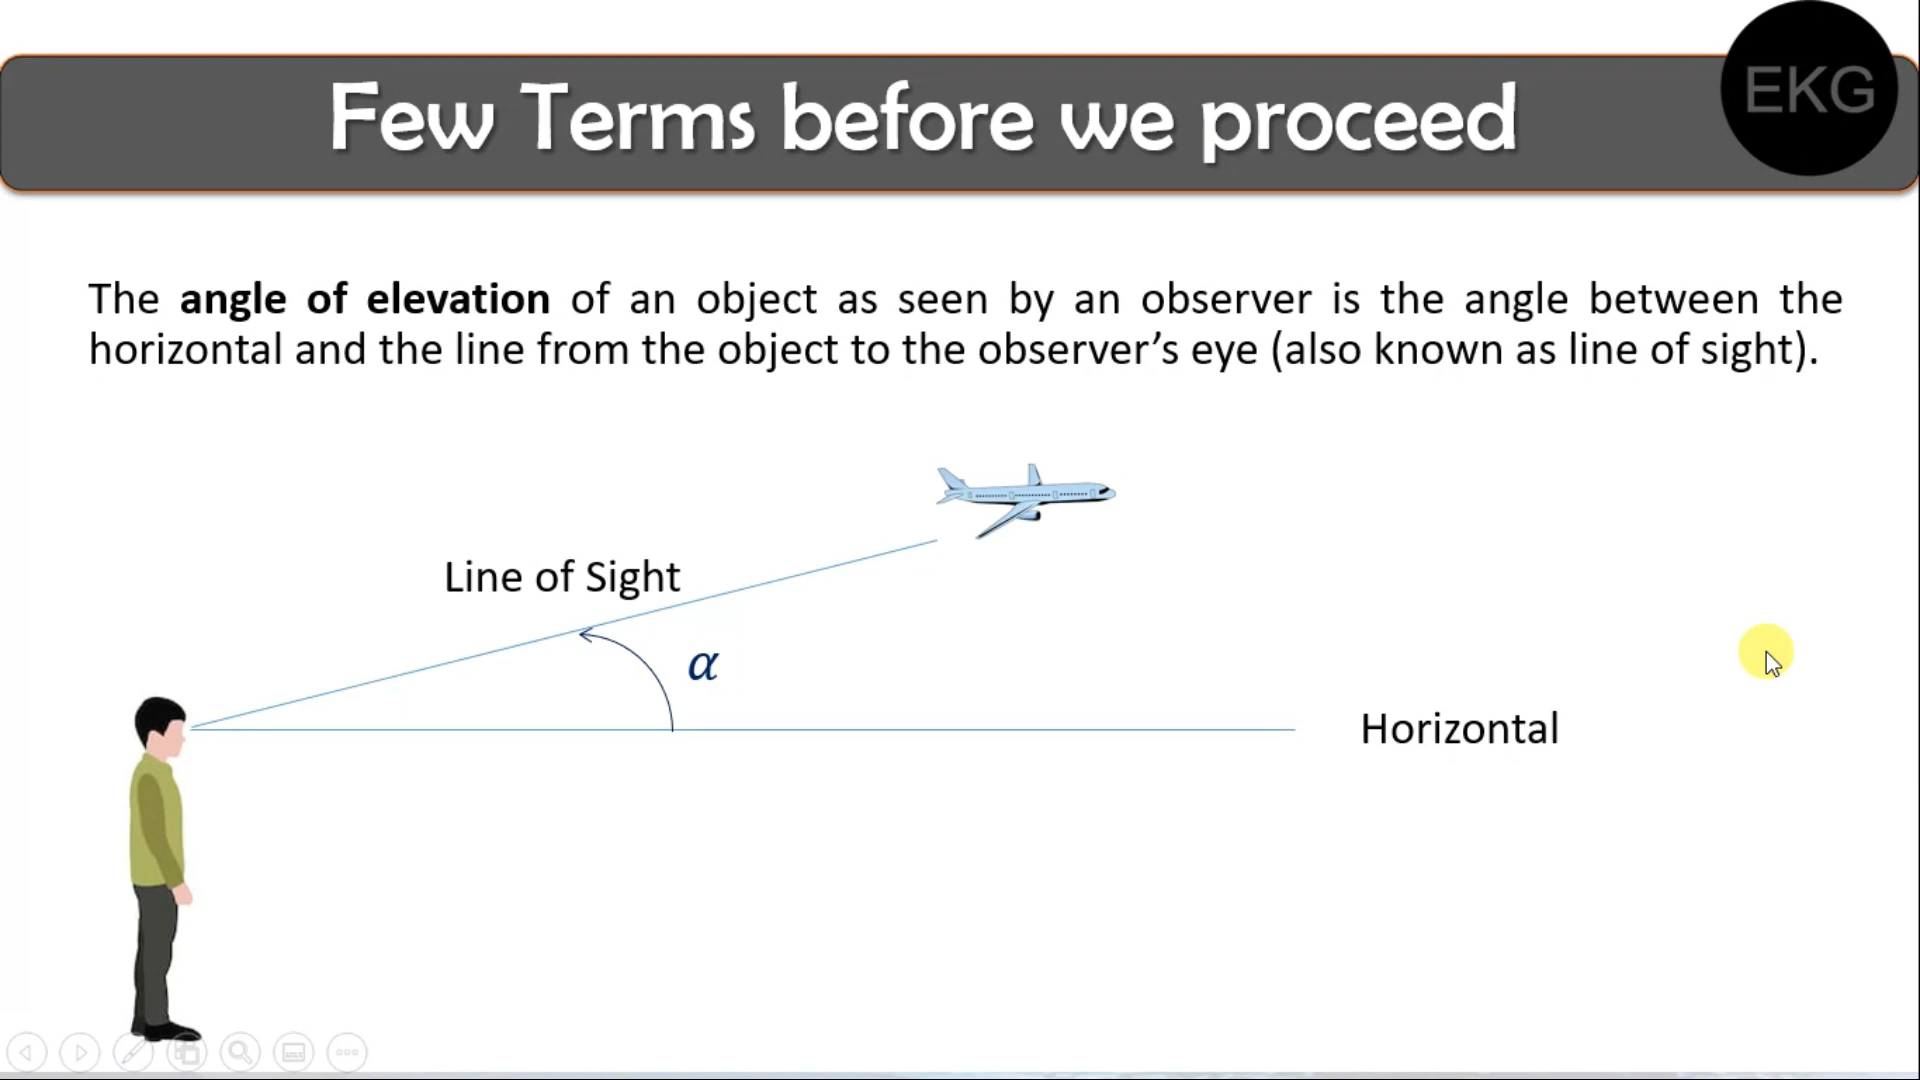 EKG
Few Terms before we proceed
The angle of elevation of an object as seen by an observer is the angle between the
horizontal and the line from the object to the observer’s eye (also known as line of sight).
Line of Sight
α
Horizontal